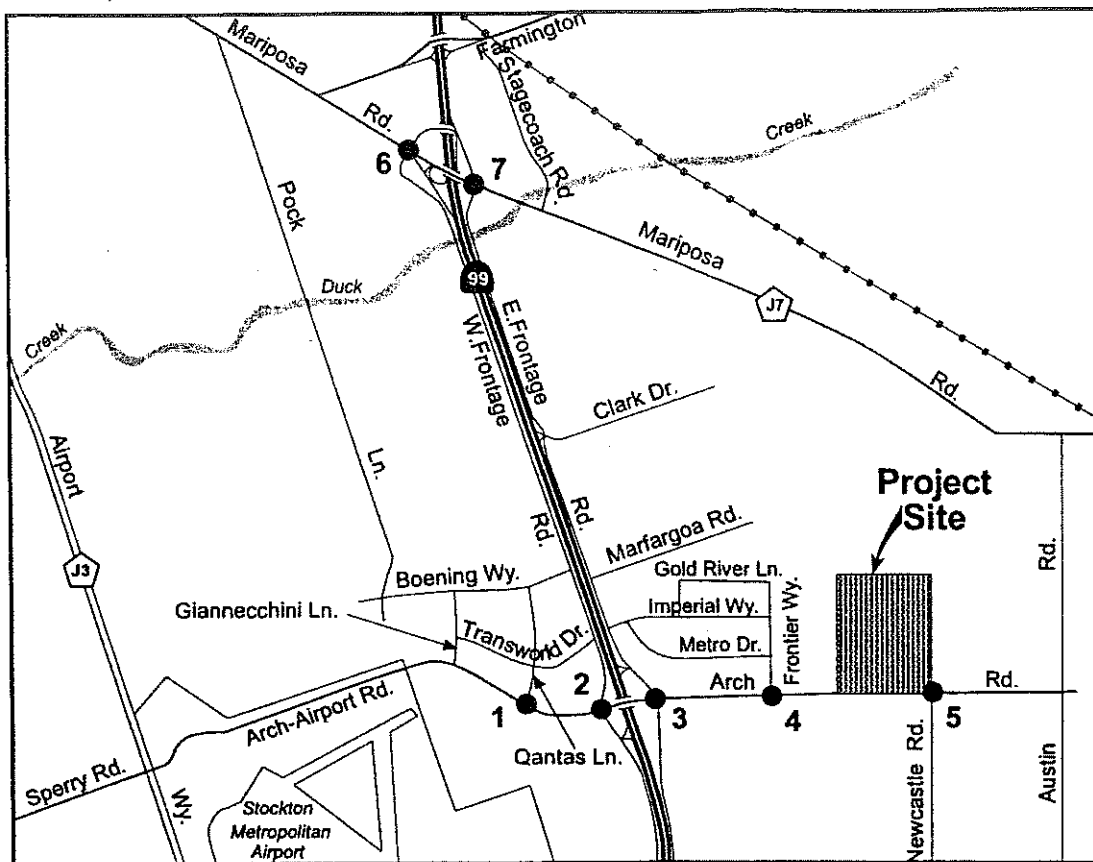 Mariposa
Rd.
Farmington
Stagecoach Rd.
Creek
6
7
Pock
Ln.
Mariposa
Duck
99
J7
Creek
W.Frontage
Rd.
E.Frontage
Rd.
Rd.
Clark Dr.
Airport
Project
Site
Marfargoa Rd.
Rd.
J3
Boening Wy.
Gold River Ln.
Giannecchini Ln.
Imperial Wy.
Transworld Dr.
Metro Dr.
Frontier Wy.
2
Arch
Rd.
Arch-Airport Rd.
1
3
4
5
Qantas Ln.
Sperry Rd.
Wy.
Stockton
Metropolitan
Airport
Newcastle Rd.
Austin